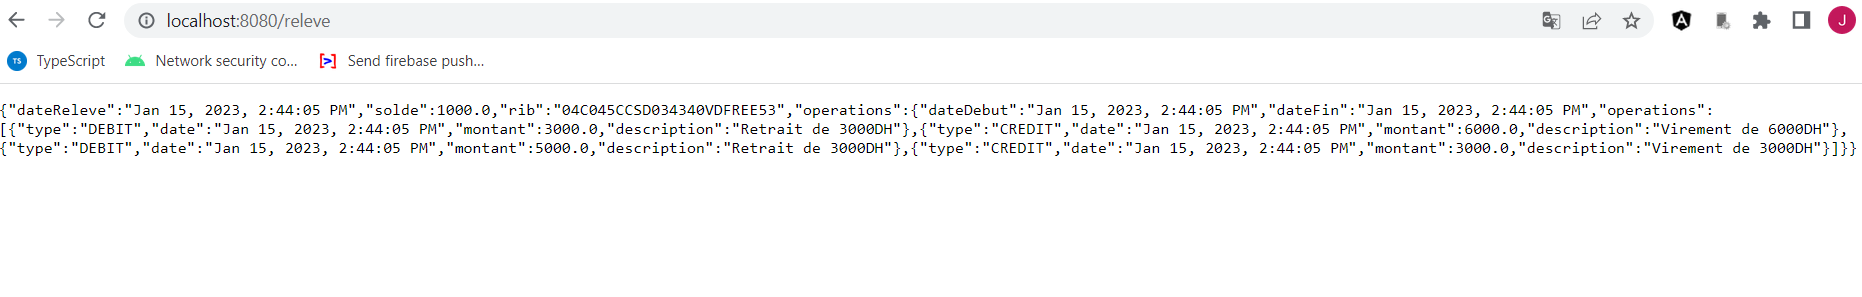 localhost:8080/releve
J
TS TypeScript Network security co... Send firebase push...
{"dateReleve":"Jan 15, 2023, 2:44:05 PM","solde":1000.0,"rib":"04C045CCSD034340VDFREE53","operations":{"dateDebut":"Jan 15, 2023, 2:44:05 PM","dateFin":"Jan 15, 2023, 2:44:05 PM","operations":
[{"type":"DEBIT","date":"Jan 15, 2023, 2:44:05 PM","montant":3000.0,"description":"Retrait de 3000DH"},{"type":"CREDIT","date":"Jan 15, 2023, 2:44:05 PM","montant":6000.0,"description":"Virement de 6000DH"},
{"type":"DEBIT","date":"Jan 15, 2023, 2:44:05 PM","montant":5000.0,"description":"Retrait de 3000DH"},{"type":"CREDIT","date":"Jan 15, 2023, 2:44:05 PM","montant":3000.0,"description":"Virement de 3000DH"}]}}